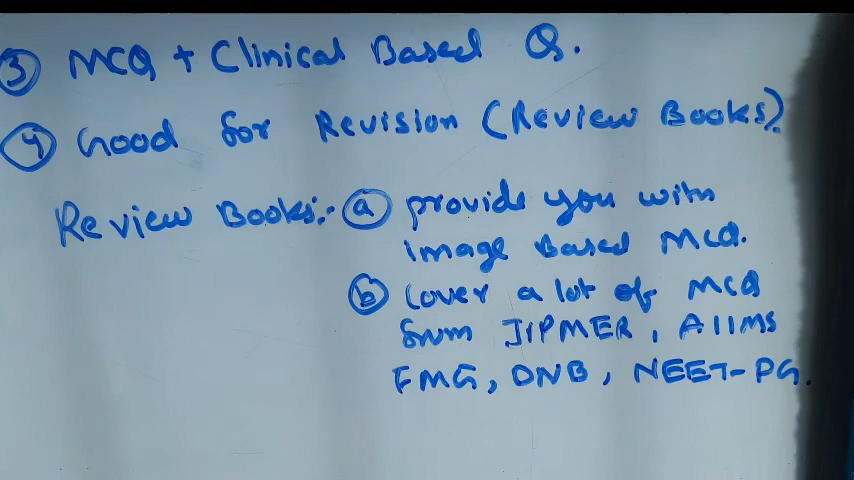 ③ MCQ + Clinical Based Q.
④ Good for Revision (Review Books).
Review Books:- ⓐ provide you with
image based MCQ.
ⓑ Cover a lot of MCQ
from JIPMER, AIIMS
FMG, DNB, NEET-PG.